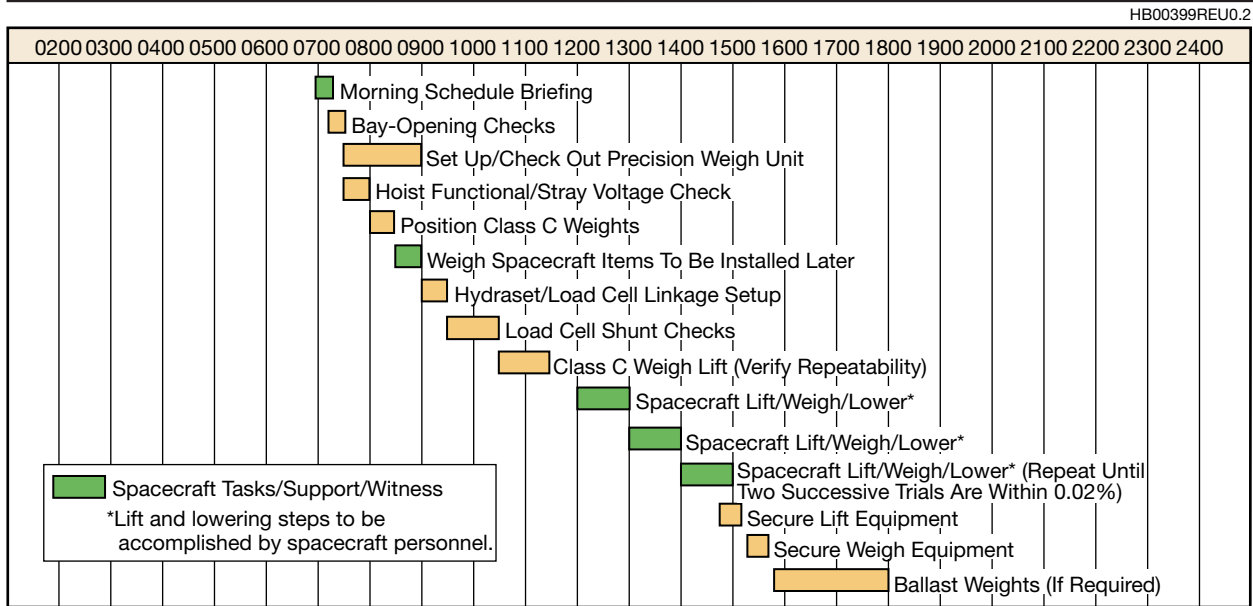 HB00399REU0.2
0200 0300 0400 0500 0600 0700 0800 0900 1000 1100 1200 1300 1400 1500 1600 1700 1800 1900 2000 2100 2200 2300 2400
Morning Schedule Briefing
Bay-Opening Checks
Set Up/Check Out Precision Weigh Unit
Hoist Functional/Stray Voltage Check
Position Class C Weights
Weigh Spacecraft Items To Be Installed Later
Hydraset/Load Cell Linkage Setup
Load Cell Shunt Checks
Class C Weigh Lift (Verify Repeatability)
Spacecraft Lift/Weigh/Lower*
Spacecraft Lift/Weigh/Lower*
Spacecraft Lift/Weigh/Lower* (Repeat Until
Two Successive Trials Are Within 0.02%)
Secure Lift Equipment
Secure Weigh Equipment
Ballast Weights (If Required)
Spacecraft Tasks/Support/Witness
*Lift and lowering steps to be
accomplished by spacecraft personnel.